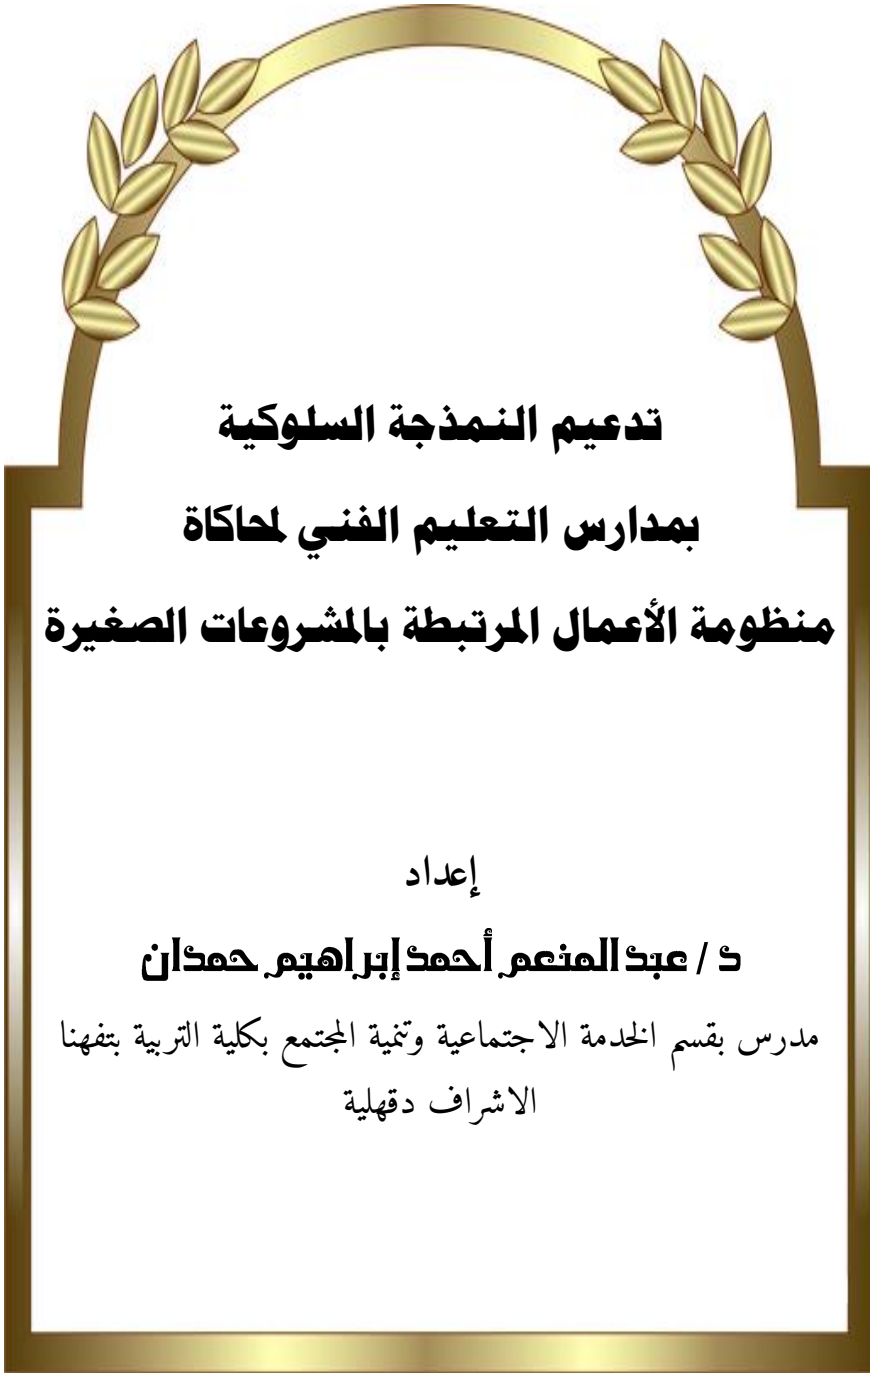 تدعيم النمذجة السلوكية
بمدارس التعليم الفني لمحاكاة
منظومة الأعمال المرتبطة بالمشروعات الصغيرة
إعداد
د / عبدالمنعم أحمد إبراهيم حمدان
مدرس بقسم الخدمة الاجتماعية وتنمية المجتمع بكلية التربية بتفهنا
الاشراف دقهلية